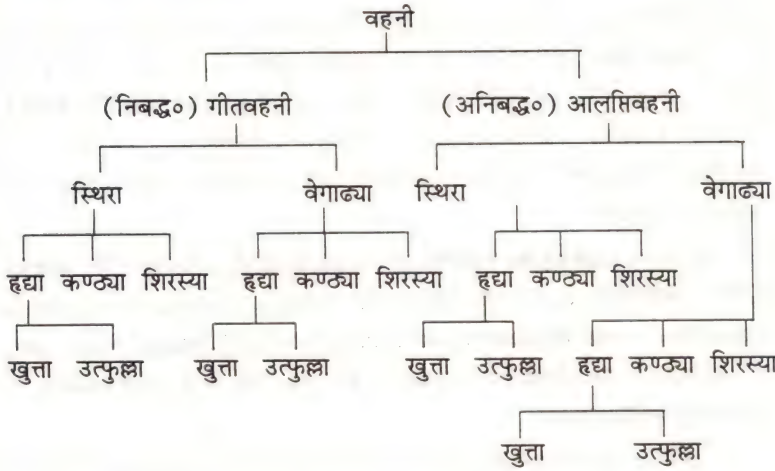 वहनी
(निबद्ध०) गीतवहनी (अनिबद्ध०) आलप्तिवहनी
स्थिरा वेगाढ्या स्थिरा वेगाढ्या
हृद्या कण्ठ्या शिरस्या हृद्या कण्ठ्या शिरस्या हृद्या कण्ठ्या शिरस्या
खुत्ता उत्फुल्ला खुत्ता उत्फुल्ला खुत्ता उत्फुल्ला हृद्या कण्ठ्या शिरस्या
खुत्ता उत्फुल्ला